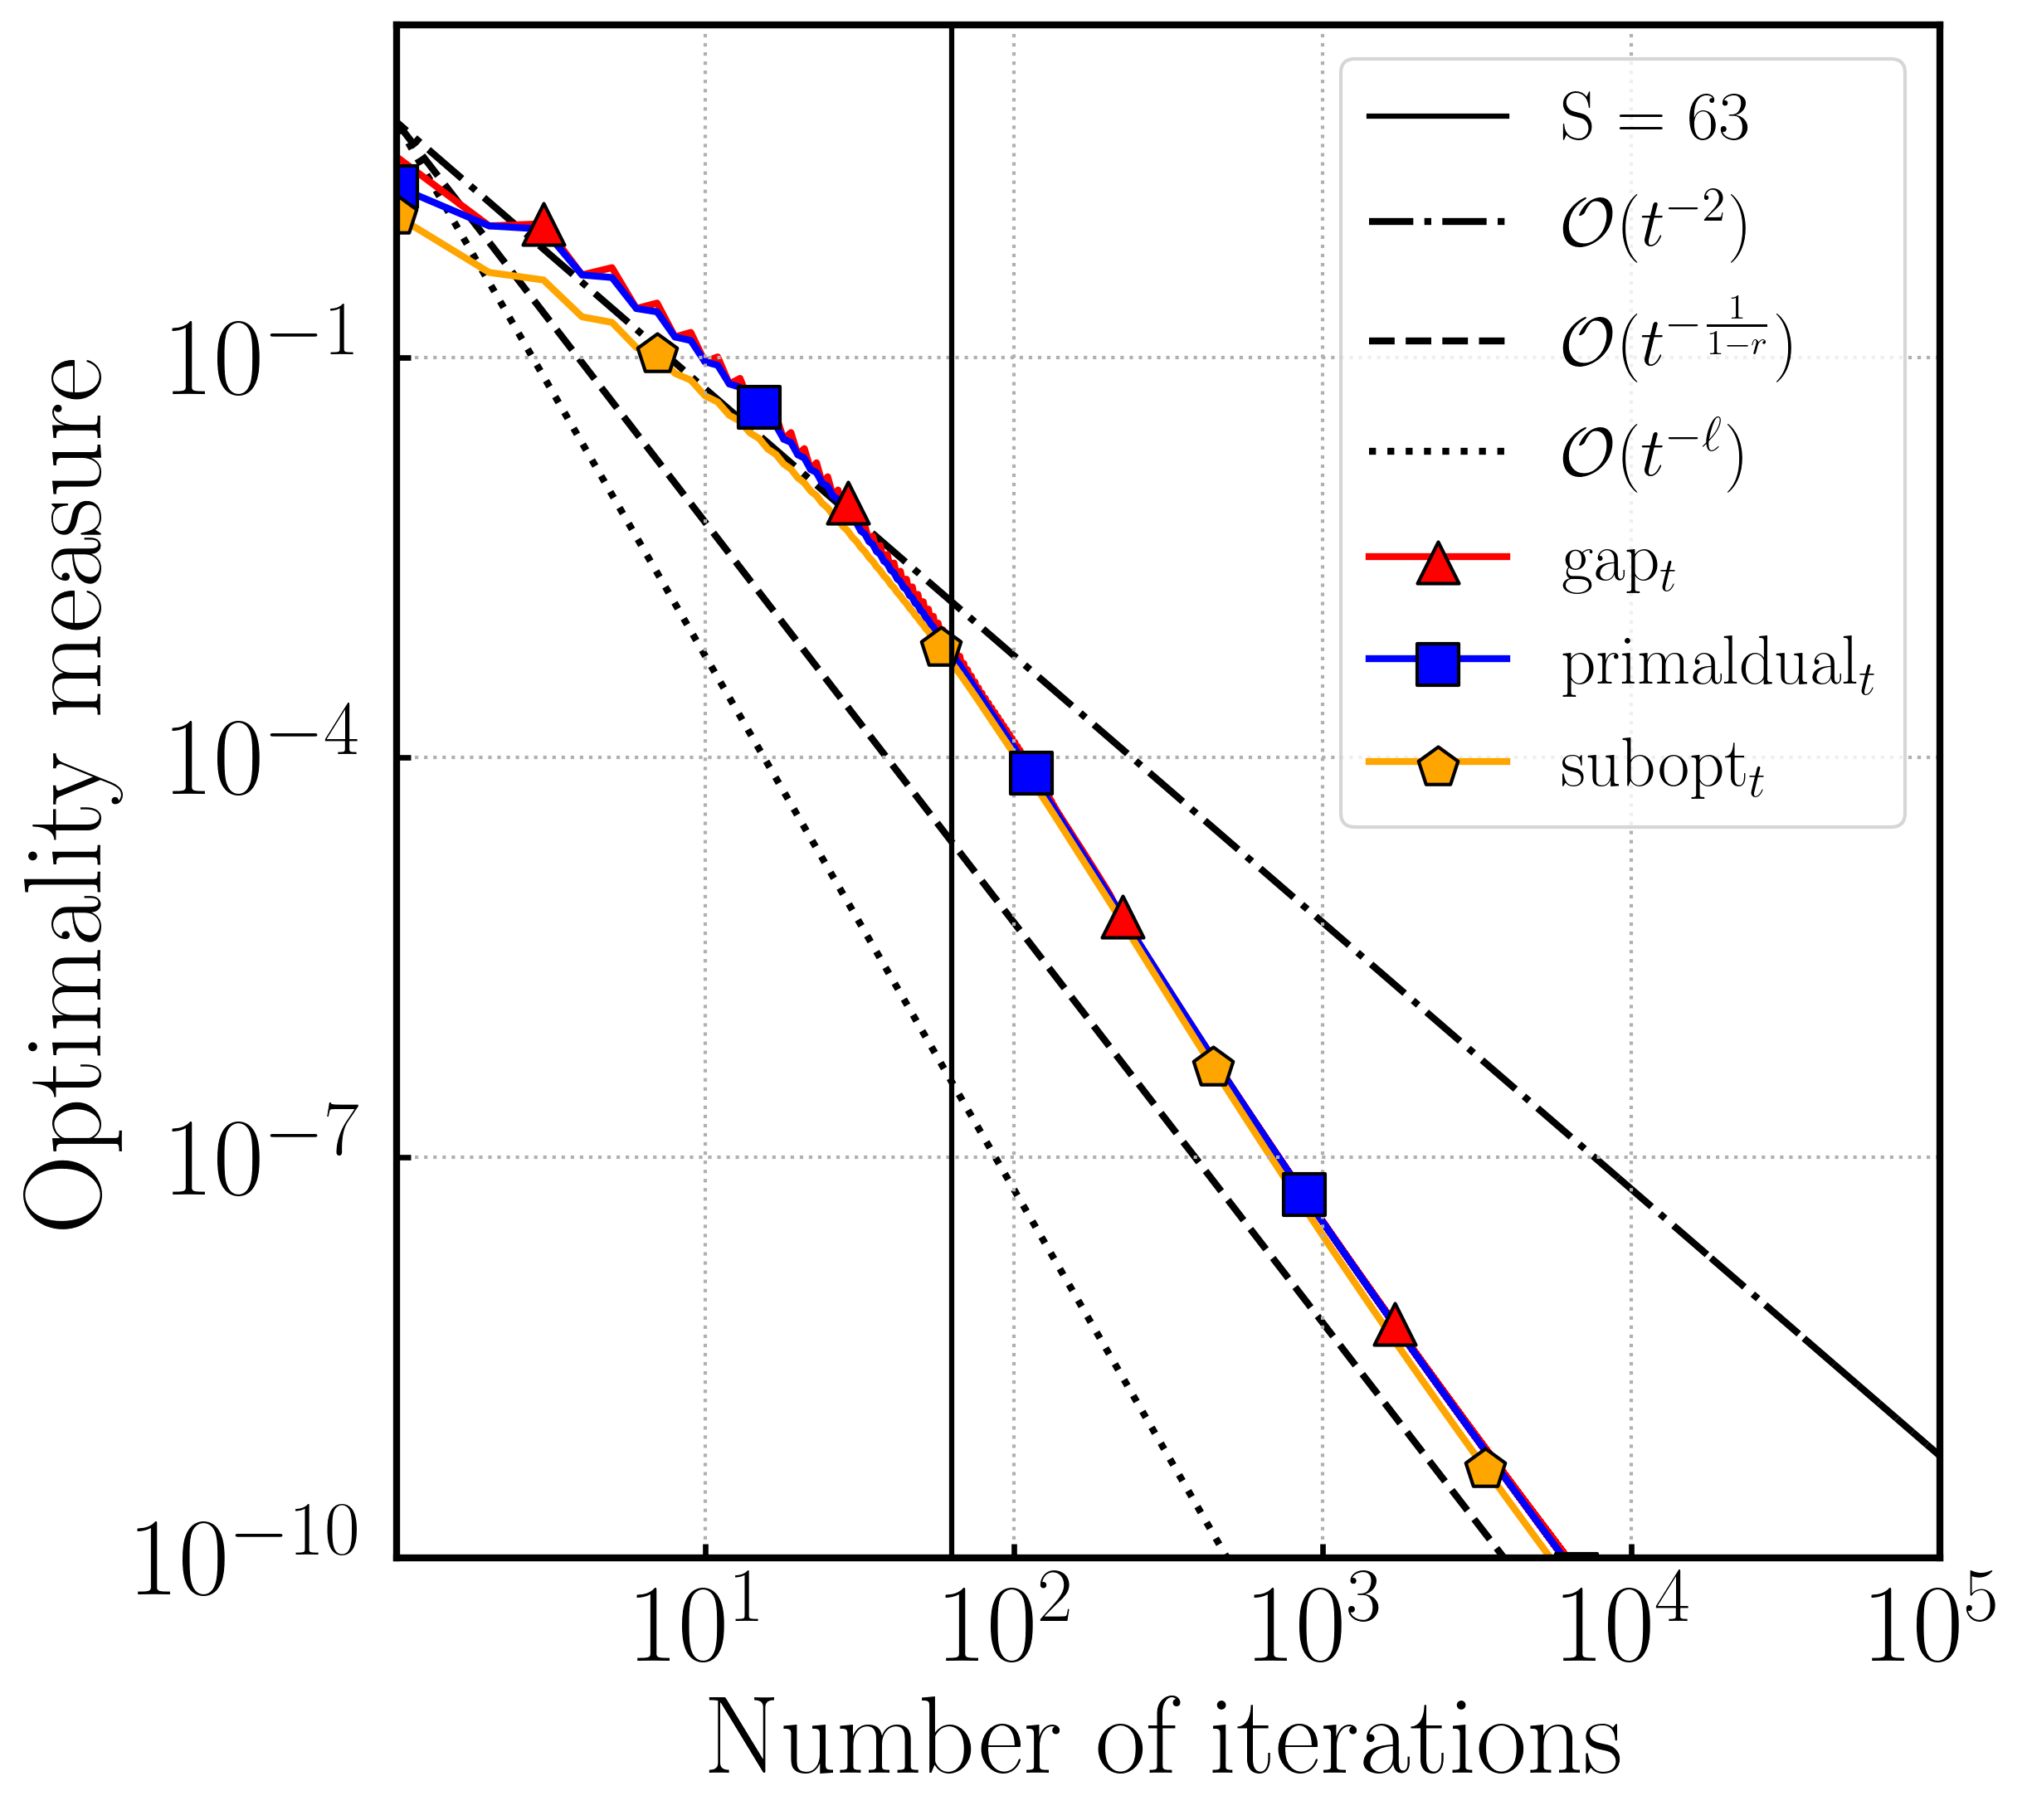 S = 63
𝒪(t⁻²)
𝒪(t^{-\frac{1}{1-r}})
𝒪(t^{-ℓ})
gap_t
primaldual_t
subopt_t
Optimality measure
10⁻¹
10⁻⁴
10⁻⁷
10⁻¹⁰
10¹ 10² 10³ 10⁴ 10⁵
Number of iterations